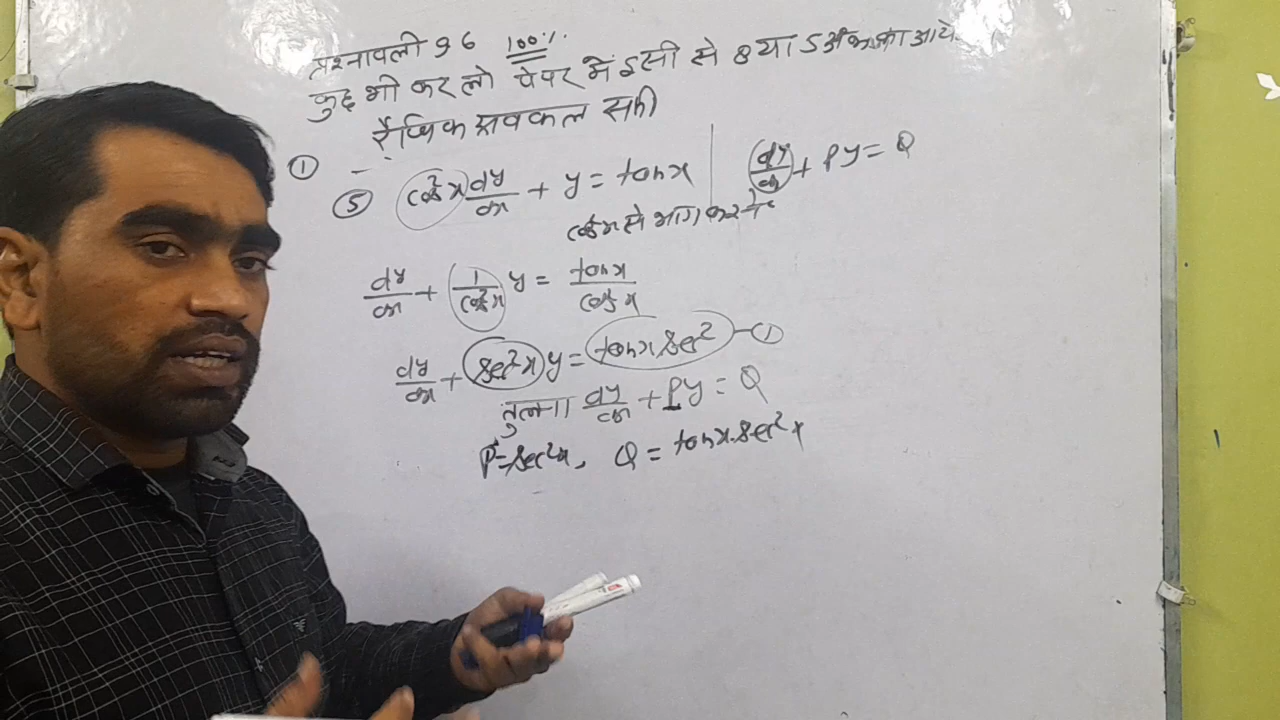 प्रश्नावली 9.6 100%
कुछ भी कर लो पेपर में इसी से 8 या 5 अंक का आये
रैखिक अवकल समी
①
⑤ cos²x dy/dx + y = tanx | dy/dx + Py = Q
cos²x से भाग करने पे
dy/dx + (1/cos²x) y = tanx/cos²x
dy/dx + (sec²x) y = tanx sec² —①
तुलना dy/dx + Py = Q
P = sec²x, Q = tanx.sec²x